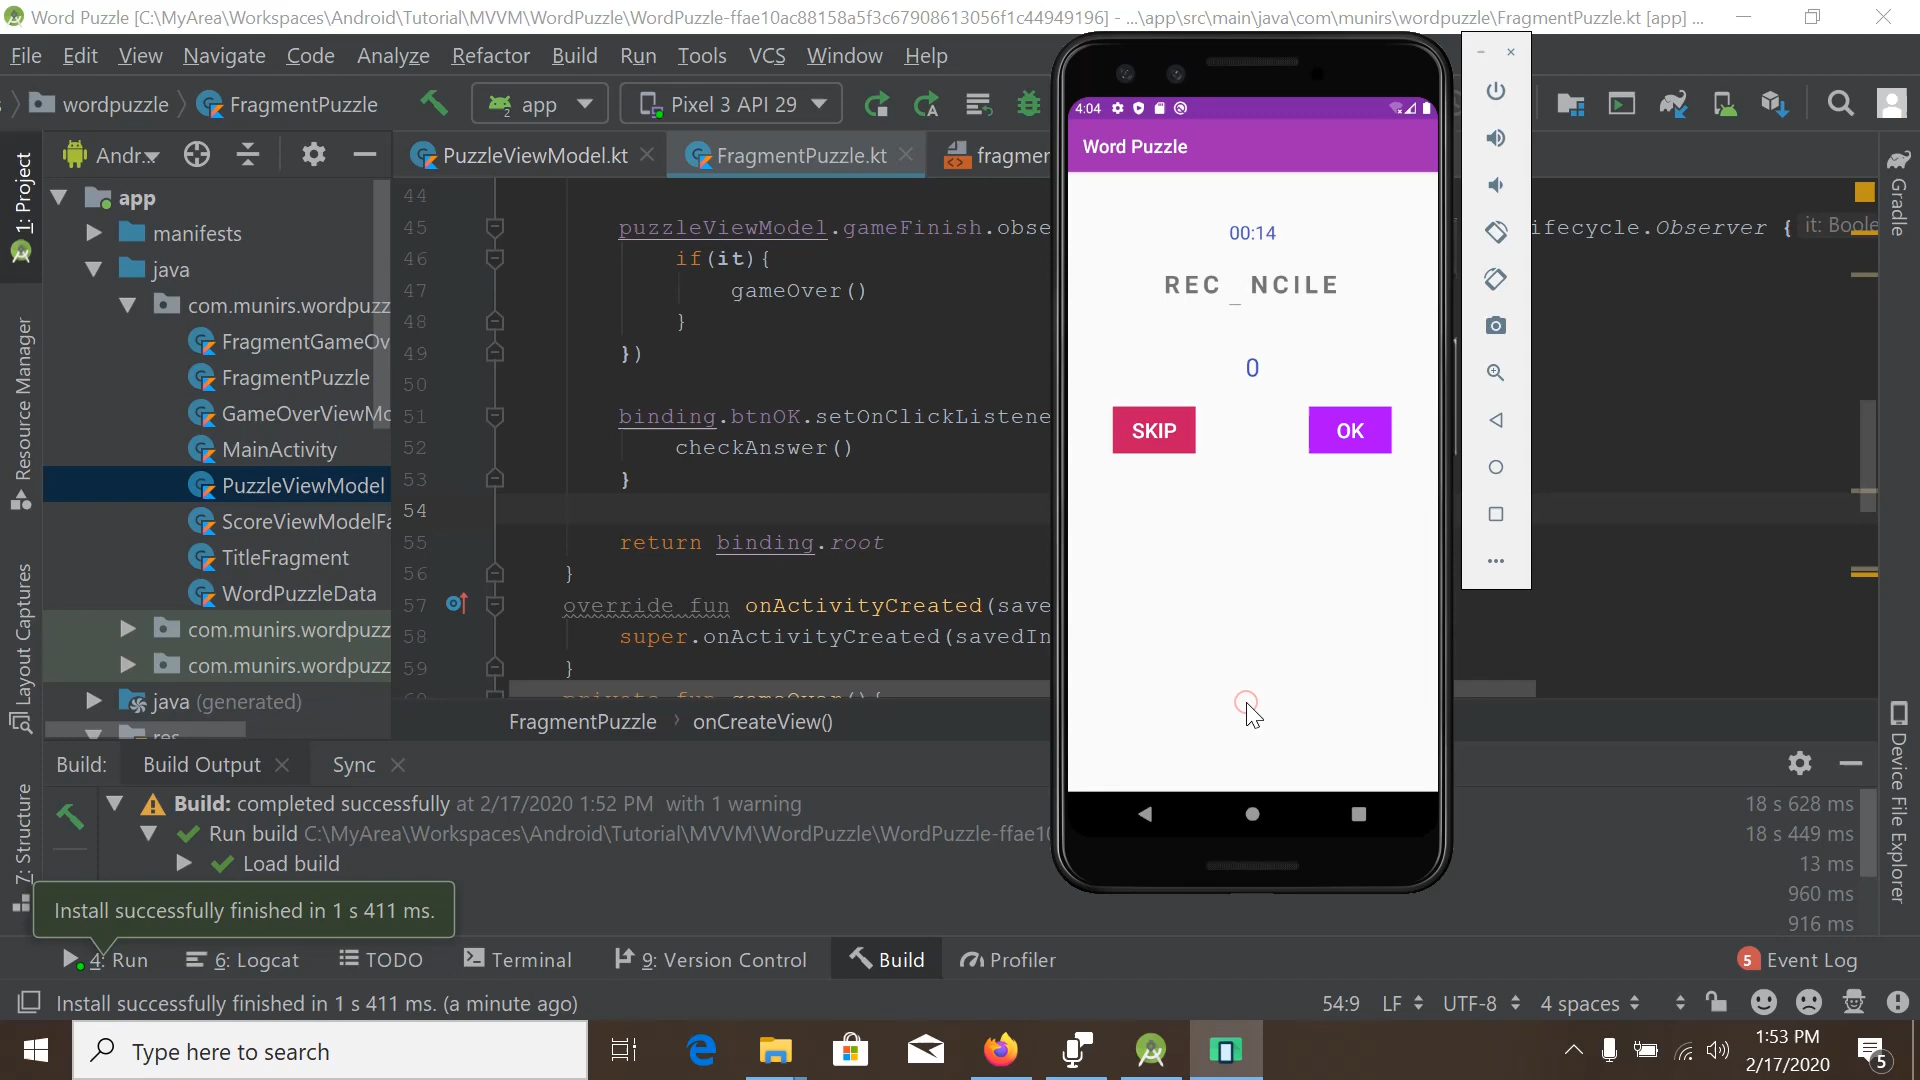 Word Puzzle [C:\MyArea\Workspaces\Android\Tutorial\MVVM\WordPuzzle\WordPuzzle-ffae10ac88158a5f3c67908613056f1c44949196] - ...\app\src\main\java\com\munirs\wordpuzzle\FragmentPuzzle.kt [app] ...
File Edit View Navigate Code Analyze Refactor Build Run Tools VCS Window Help
wordpuzzle FragmentPuzzle app Pixel 3 API 29
Andr... PuzzleViewModel.kt FragmentPuzzle.kt fragmen
1: Project
Resource Manager
Layout Captures
7: Structure
app
manifests
java
com.munirs.wordpuzz
FragmentGameOv
FragmentPuzzle
GameOverViewMo
MainActivity
PuzzleViewModel
ScoreViewModelFa
TitleFragment
WordPuzzleData
com.munirs.wordpuzz
com.munirs.wordpuzz
java (generated)
res
44
45 puzzleViewModel.gameFinish.obse ifecycle.Observer { it: Boole
46 if(it){
47 gameOver()
48 }
49 })
50
51 binding.btnOK.setOnClickListene
52 checkAnswer()
53 }
54
55 return binding.root
56 }
57 override fun onActivityCreated(save
58 super.onActivityCreated(savedIn
59 }
60 private fun gameOver(){
FragmentPuzzle onCreateView()
4:04
Word Puzzle
00:14
REC _ NCILE
0
SKIP OK
Gradle
Device File Explorer
Build: Build Output Sync
Build: completed successfully at 2/17/2020 1:52 PM with 1 warning 18 s 628 ms
Run build C:\MyArea\Workspaces\Android\Tutorial\MVVM\WordPuzzle\WordPuzzle-ffae10 18 s 449 ms
Load build 13 ms
960 ms
916 ms
Install successfully finished in 1 s 411 ms.
4: Run 6: Logcat TODO Terminal 9: Version Control Build Profiler 5 Event Log
Install successfully finished in 1 s 411 ms. (a minute ago) 54:9 LF UTF-8 4 spaces
Type here to search
1:53 PM
2/17/2020
5